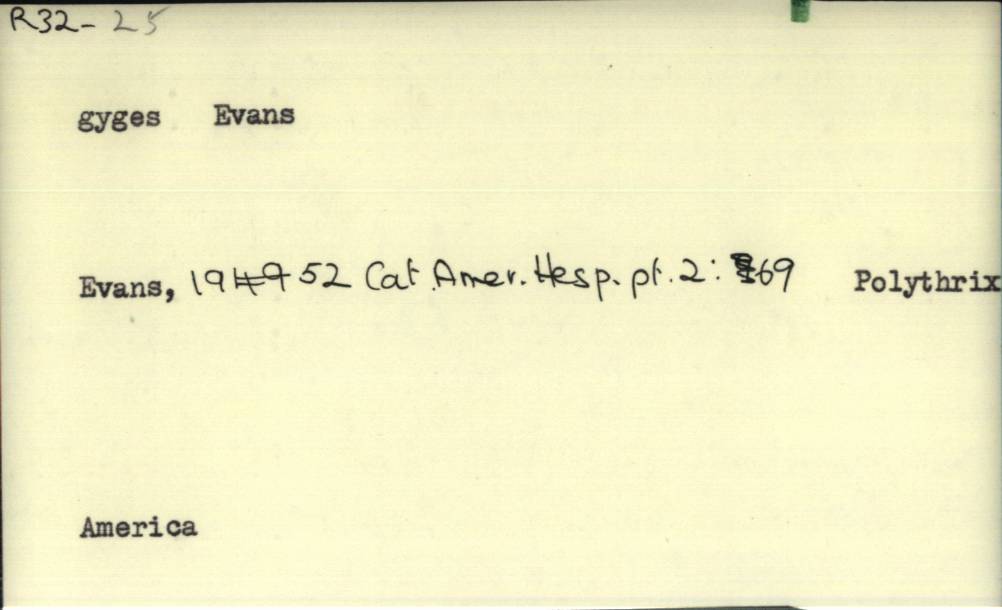 R32-25
gyges Evans
Evans, 1952 Cat. Amer. Hesp. pt. 2: 69 Polythrix
America